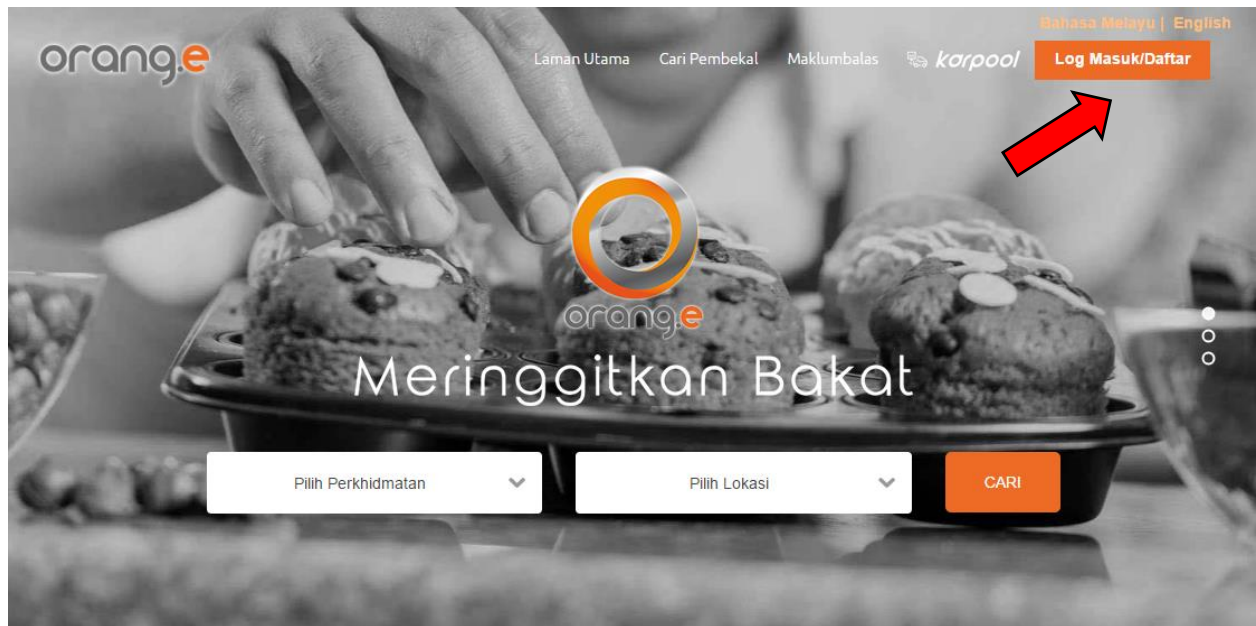 Bahasa Melayu | English
orang.e
Laman Utama Cari Pembekal Maklumbalas karpool Log Masuk/Daftar
orang.e
Meringgitkan Bakat
Pilih Perkhidmatan Pilih Lokasi CARI